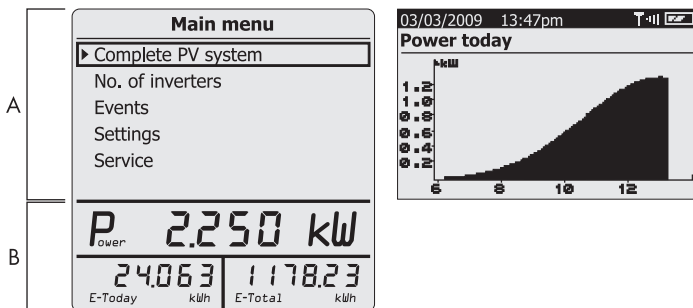 Main menu
Complete PV system
No. of inverters
Events
Settings
Service
A
B
Power 2.250 kW
24.063
E-Today kWh
1178.23
E-Total kWh
03/03/2009 13:47pm
Power today
kW
1.2
1.0
0.8
0.6
0.4
0.2
6 8 10 12